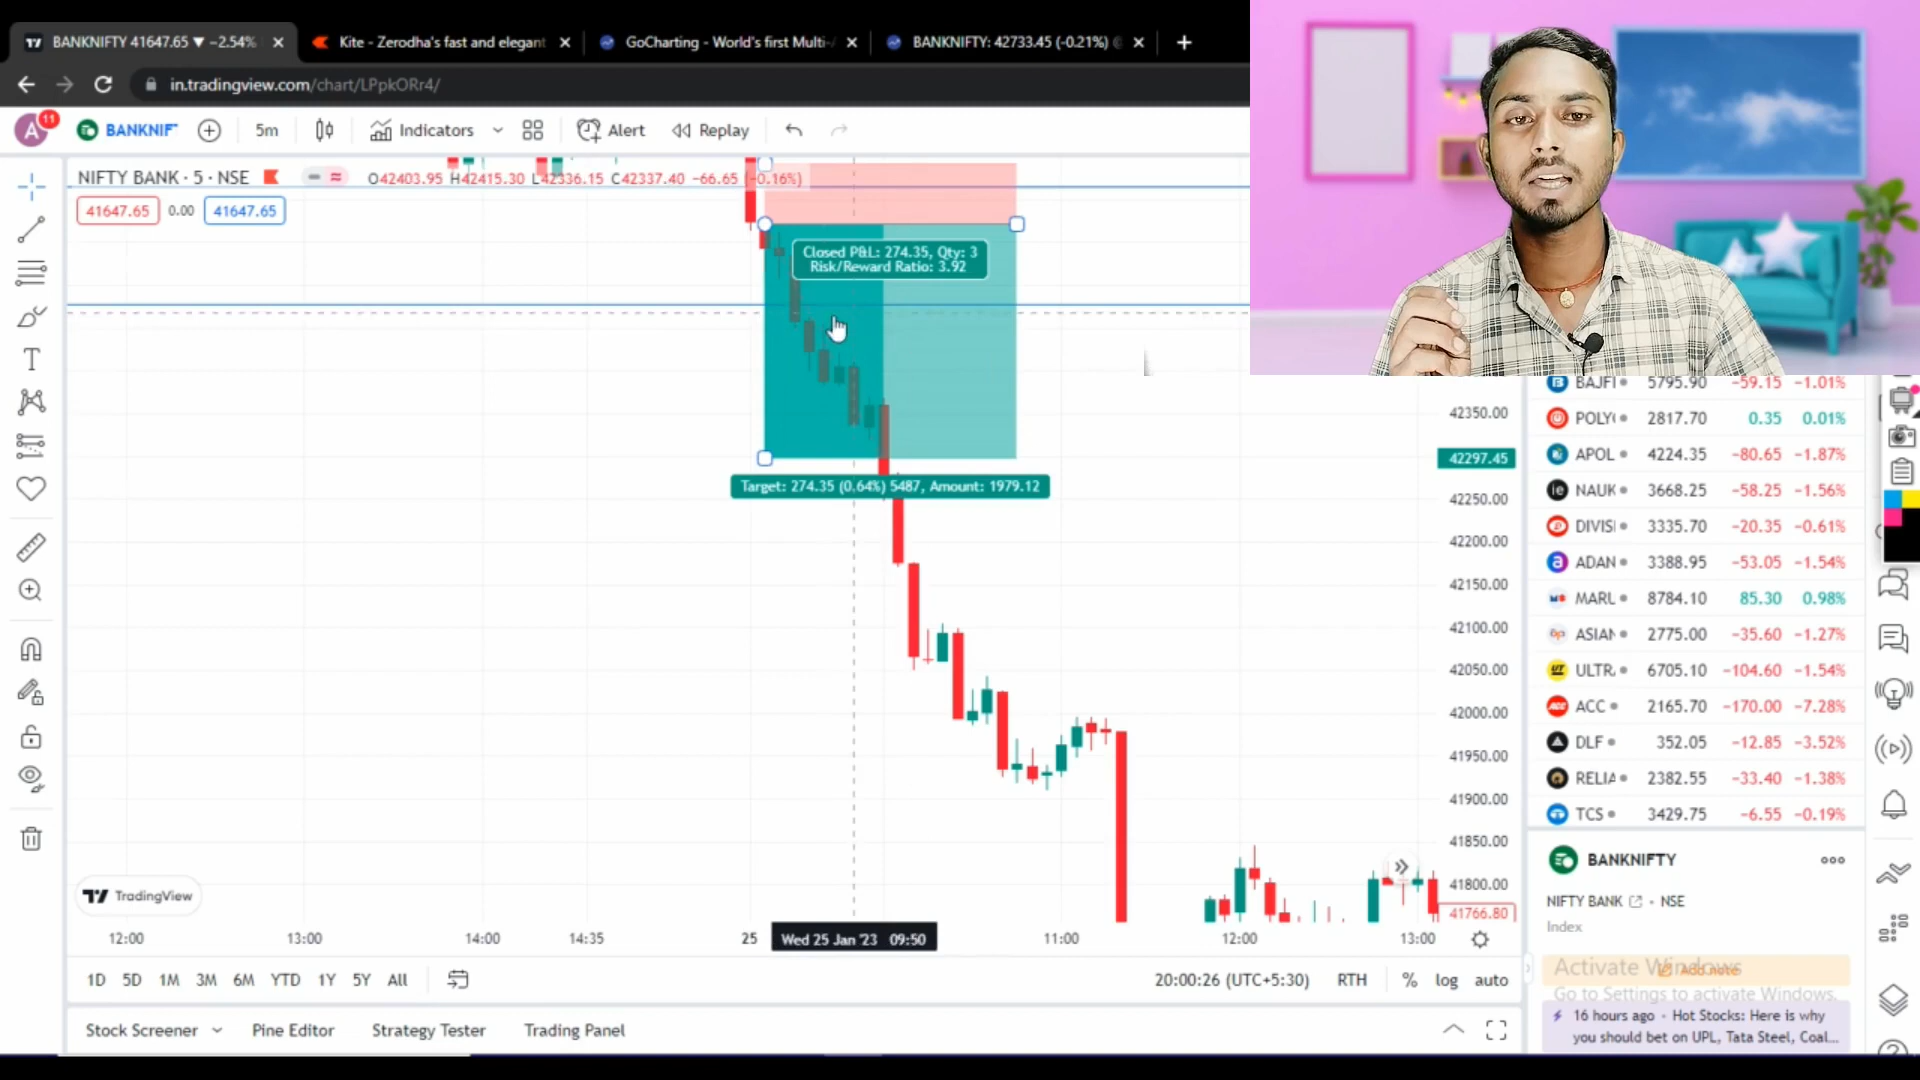 BANKNIFTY 41647.65 ▼ −2.54%
Kite - Zerodha's fast and elegant
GoCharting - World's first Multi-
BANKNIFTY: 42733.45 (-0.21%)
in.tradingview.com/chart/LPpkORr4/
A 11
BANKNIF
5m
Indicators
Alert
Replay
NIFTY BANK · 5 · NSE
O42403.95 H42415.30 L42336.15 C42337.40 −66.65 (−0.16%)
41647.65 0.00 41647.65
Closed P&L: 274.35, Qty: 3
Risk/Reward Ratio: 3.92
Target: 274.35 (0.64%) 5487, Amount: 1979.12
42350.00
42297.45
42250.00
42200.00
42150.00
42100.00
42050.00
42000.00
41950.00
41900.00
41850.00
41800.00
41766.80
TradingView
12:00 13:00 14:00 14:35 25 Wed 25 Jan '23 09:50 11:00 12:00 13:00
1D 5D 1M 3M 6M YTD 1Y 5Y All
20:00:26 (UTC+5:30) RTH % log auto
Stock Screener Pine Editor Strategy Tester Trading Panel
BAJFI 5795.90 −59.15 −1.01%
POLY 2817.70 0.35 0.01%
APOL 4224.35 −80.65 −1.87%
NAUK 3668.25 −58.25 −1.56%
DIVISI 3335.70 −20.35 −0.61%
ADAN 3388.95 −53.05 −1.54%
MARU 8784.10 85.30 0.98%
ASIAN 2775.00 −35.60 −1.27%
ULTR 6705.10 −104.60 −1.54%
ACC 2165.70 −170.00 −7.28%
DLF 352.05 −12.85 −3.52%
RELIA 2382.55 −33.40 −1.38%
TCS 3429.75 −6.55 −0.19%
BANKNIFTY
NIFTY BANK · NSE
Index
Add note
Activate Windows
Go to Settings to activate Windows.
16 hours ago · Hot Stocks: Here is why
you should bet on UPL, Tata Steel, Coal...